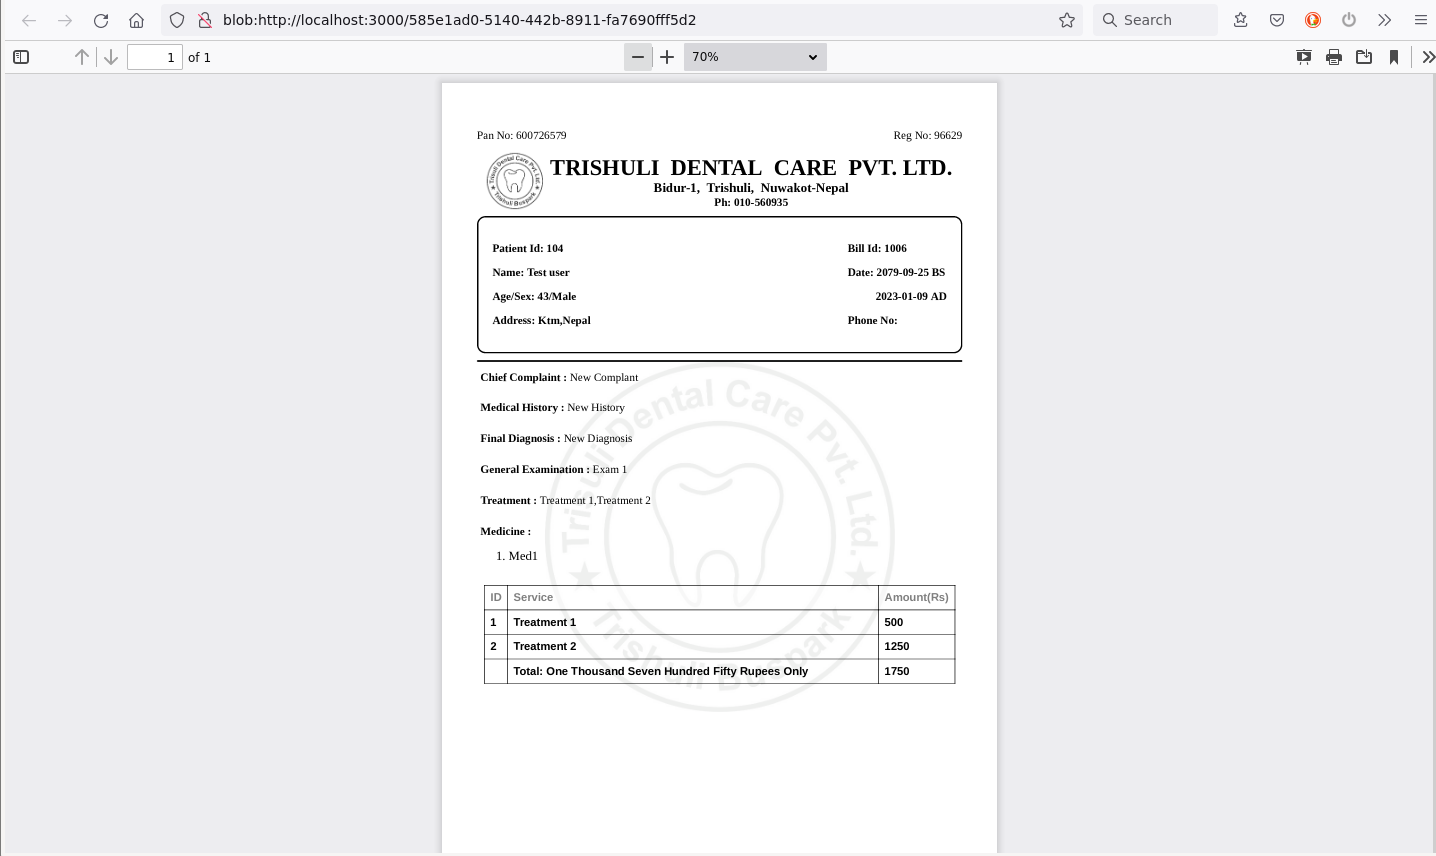 blob:http://localhost:3000/585e1ad0-5140-442b-8911-fa7690fff5d2
Search
1 of 1
70%
Pan No: 600726579
Reg No: 96629
Trisuli Dental Care Pvt. Ltd.
Trishuli Buspark
TRISHULI DENTAL CARE PVT. LTD.
Bidur-1, Trishuli, Nuwakot-Nepal
Ph: 010-560935
Patient Id: 104
Bill Id: 1006
Name: Test user
Date: 2079-09-25 BS
Age/Sex: 43/Male
2023-01-09 AD
Address: Ktm,Nepal
Phone No:
Chief Complaint : New Complant
Medical History : New History
Final Diagnosis : New Diagnosis
General Examination : Exam 1
Treatment : Treatment 1,Treatment 2
Medicine :
1. Med1
Trisuli Dental Care Pvt. Ltd.
Trishuli Buspark
ID Service Amount(Rs)
1 Treatment 1 500
2 Treatment 2 1250
Total: One Thousand Seven Hundred Fifty Rupees Only 1750